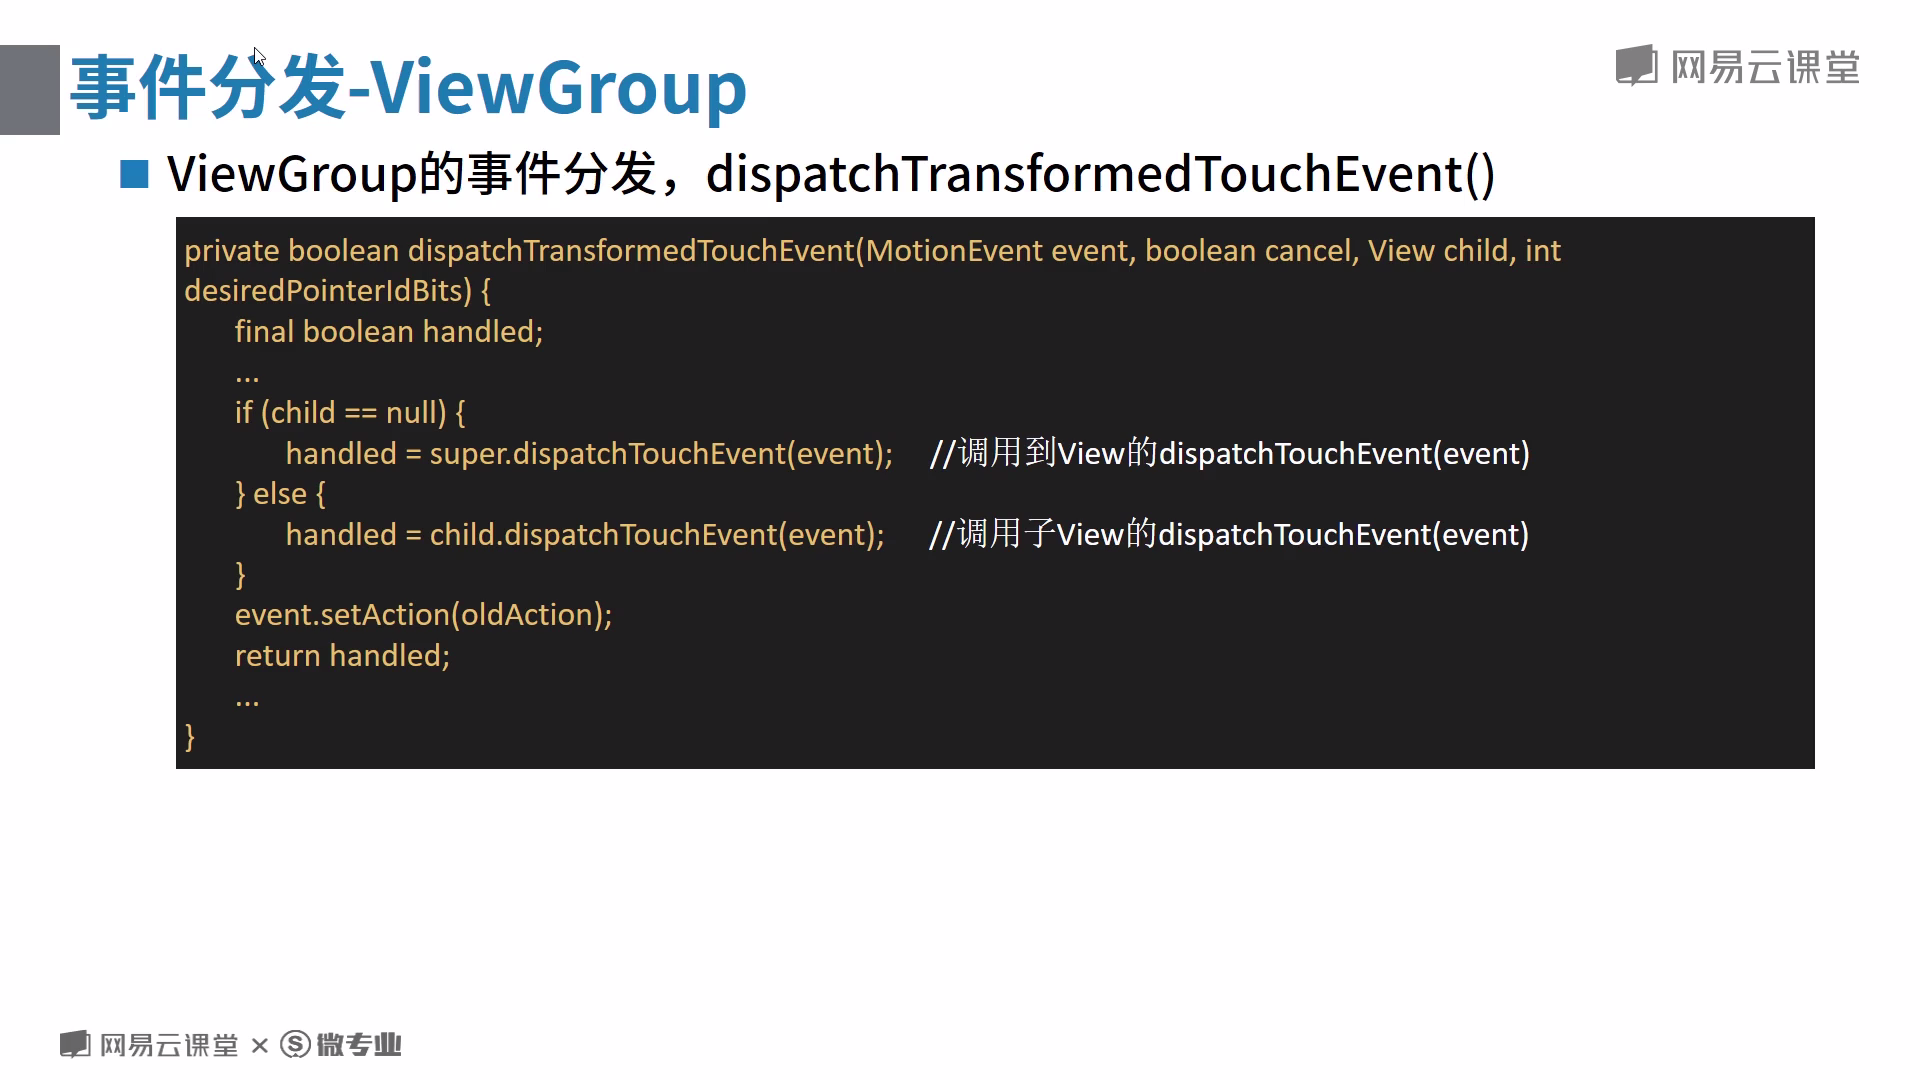 事件分发-ViewGroup
网易云课堂
ViewGroup的事件分发，dispatchTransformedTouchEvent()
private boolean dispatchTransformedTouchEvent(MotionEvent event, boolean cancel, View child, int
desiredPointerIdBits) {
final boolean handled;
...
if (child == null) {
handled = super.dispatchTouchEvent(event); //调用到View的dispatchTouchEvent(event)
} else {
handled = child.dispatchTouchEvent(event); //调用子View的dispatchTouchEvent(event)
}
event.setAction(oldAction);
return handled;
...
}
网易云课堂 × 微专业